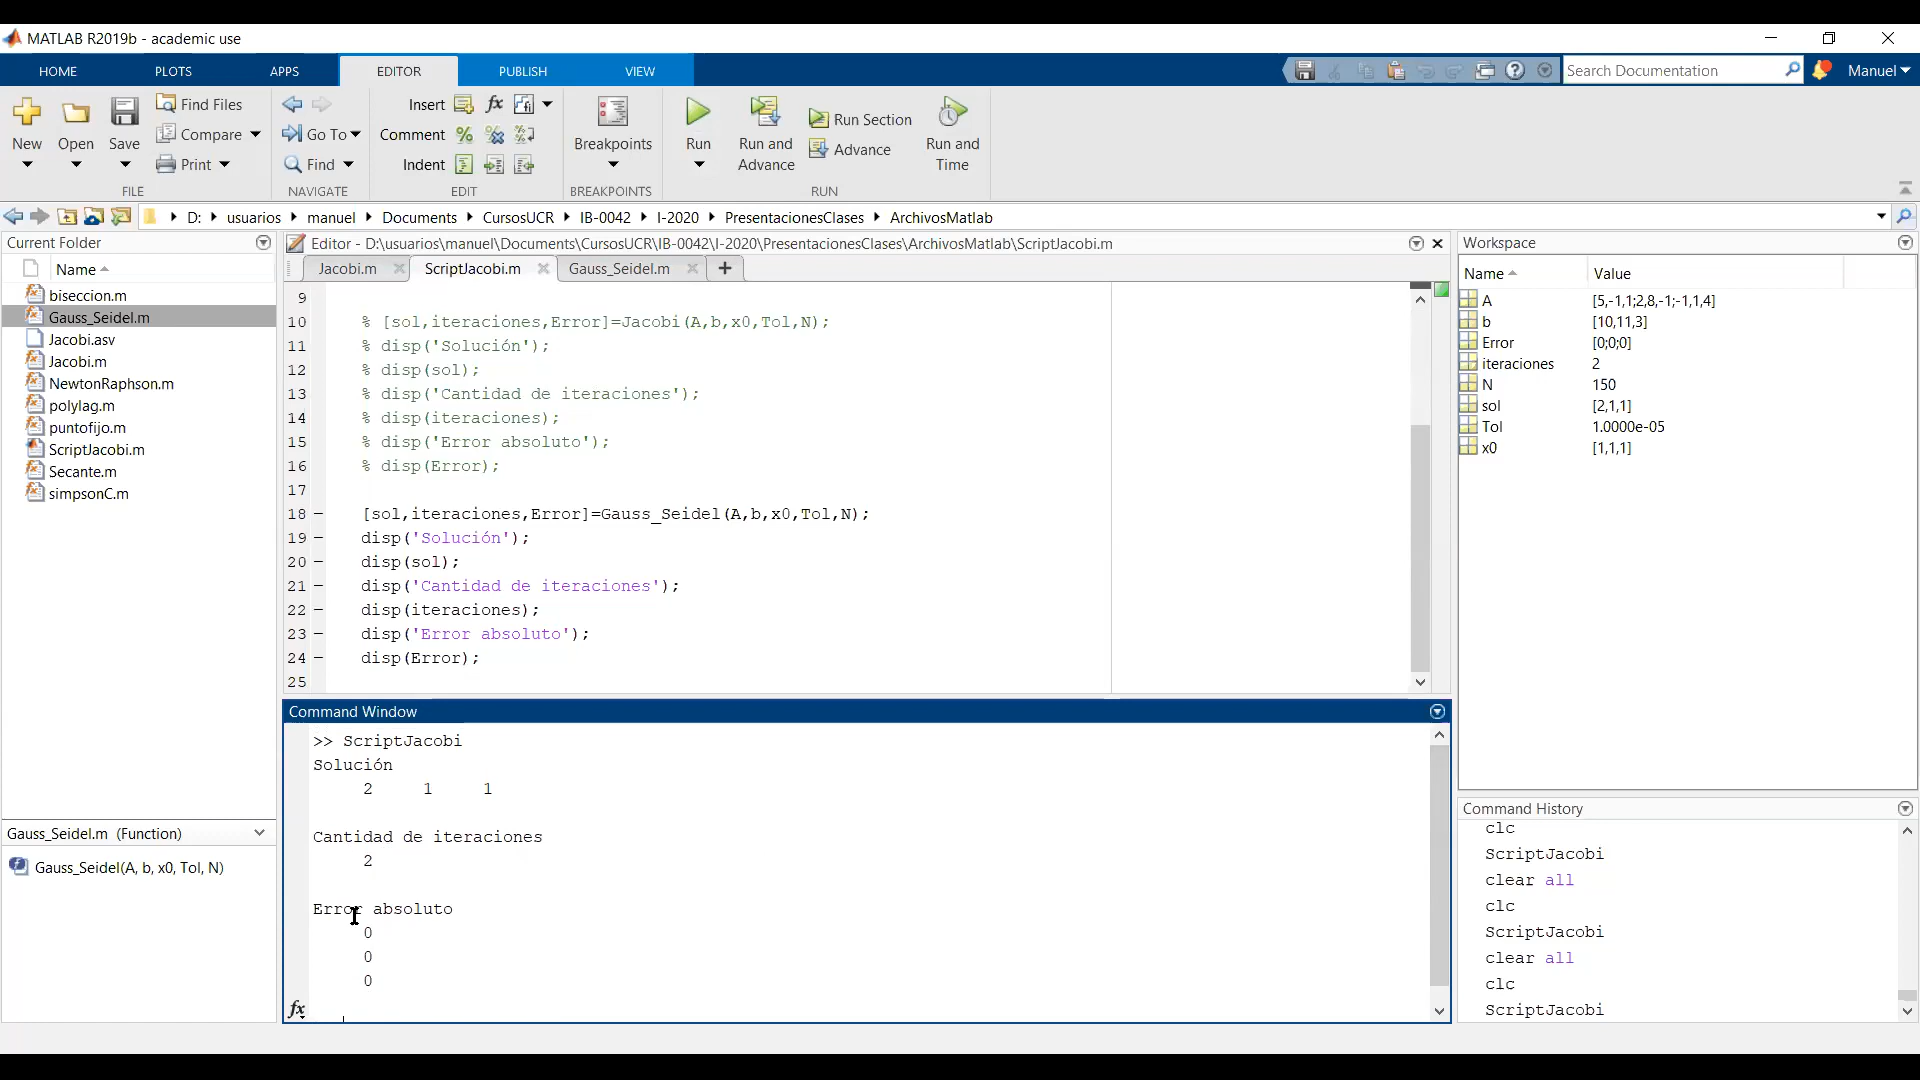 MATLAB R2019b - academic use
HOME PLOTS APPS EDITOR PUBLISH VIEW
Search Documentation Manuel
New Open Save
Find Files
Compare
Print
FILE
Go To
Find
NAVIGATE
Insert fx
Comment
Indent
EDIT
Breakpoints
BREAKPOINTS
Run
Run and Advance
Run Section
Advance
Run and Time
RUN
D: usuarios manuel Documents CursosUCR IB-0042 I-2020 PresentacionesClases ArchivosMatlab
Current Folder
Name
biseccion.m
Gauss_Seidel.m
Jacobi.asv
Jacobi.m
NewtonRaphson.m
polylag.m
puntofijo.m
ScriptJacobi.m
Secante.m
simpsonC.m
Gauss_Seidel.m (Function)
Gauss_Seidel(A, b, x0, Tol, N)
Editor - D:\usuarios\manuel\Documents\CursosUCR\IB-0042\I-2020\PresentacionesClases\ArchivosMatlab\ScriptJacobi.m
Jacobi.m ScriptJacobi.m Gauss_Seidel.m
9
10 % [sol,iteraciones,Error]=Jacobi(A,b,x0,Tol,N);
11 % disp('Solución');
12 % disp(sol);
13 % disp('Cantidad de iteraciones');
14 % disp(iteraciones);
15 % disp('Error absoluto');
16 % disp(Error);
17
18 – [sol,iteraciones,Error]=Gauss_Seidel(A,b,x0,Tol,N);
19 – disp('Solución');
20 – disp(sol);
21 – disp('Cantidad de iteraciones');
22 – disp(iteraciones);
23 – disp('Error absoluto');
24 – disp(Error);
25
Command Window
>> ScriptJacobi
Solución
2 1 1
Cantidad de iteraciones
2
Error absoluto
0
0
0
fx
Workspace
Name Value
A [5,-1,1;2,8,-1;-1,1,4]
b [10,11,3]
Error [0;0;0]
iteraciones 2
N 150
sol [2,1,1]
Tol 1.0000e-05
x0 [1,1,1]
Command History
clc
ScriptJacobi
clear all
clc
ScriptJacobi
clear all
clc
ScriptJacobi